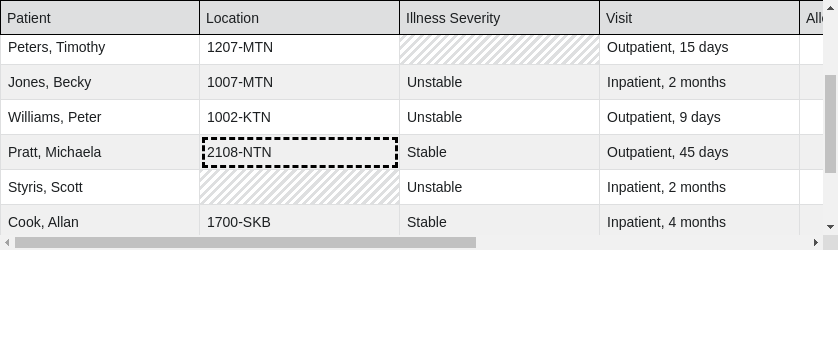 Patient Location Illness Severity Visit Alle
Peters, Timothy 1207-MTN Outpatient, 15 days
Jones, Becky 1007-MTN Unstable Inpatient, 2 months
Williams, Peter 1002-KTN Unstable Outpatient, 9 days
Pratt, Michaela 2108-NTN Stable Outpatient, 45 days
Styris, Scott Unstable Inpatient, 2 months
Cook, Allan 1700-SKB Stable Inpatient, 4 months